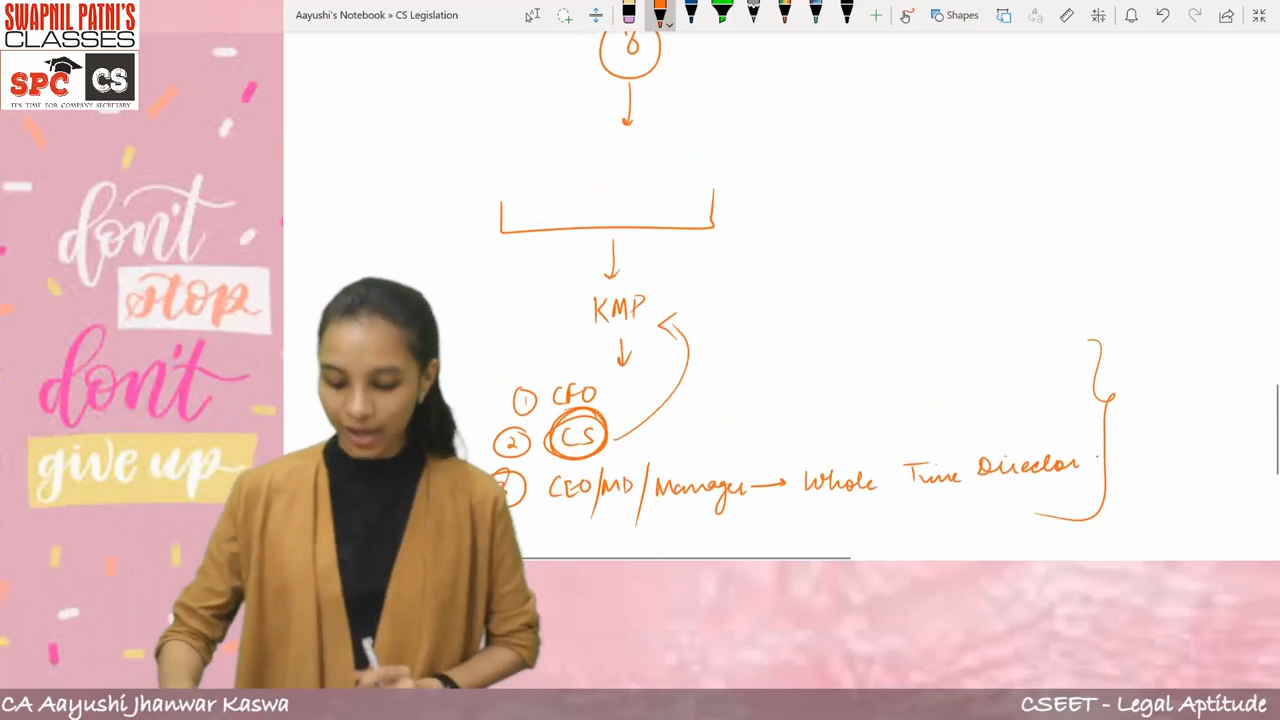 SWAPNIL PATNI'S
CLASSES
SPC CS
IT'S TIME FOR COMPANY SECRETARY
Aayushi's Notebook » CS Legislation
Shapes
8
don't
stop
don't
give up
KMP
① CFO
② CS
CEO/MD/Manager → Whole Time Director
CA Aayushi Jhanwar Kaswa
CSEET - Legal Aptitude